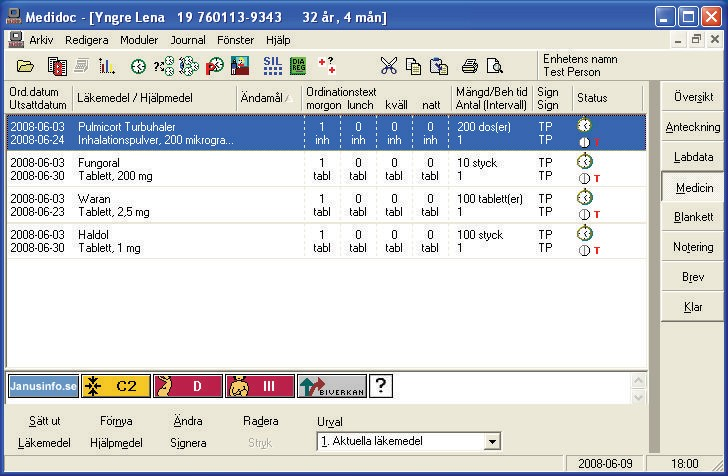 Medidoc - [Yngre Lena 19 760113-9343 32 år, 4 mån]
Arkiv Redigera Moduler Journal Fönster Hjälp
SIL DIA REG
Enhetens namn
Test Person
Ord.datum Läkemedel / Hjälpmedel Ändamål Ordinationstext Mängd/Beh tid Sign Status
Utsattdatum morgon lunch kväll natt Antal (Intervall) Sign
2008-06-03 Pulmicort Turbuhaler 1 0 0 0 200 dos(er) TP
2008-06-24 Inhalationspulver, 200 mikrogra... inh inh inh inh 1 TP T
2008-06-03 Fungoral 1 0 0 0 10 styck TP
2008-06-30 Tablett, 200 mg tabl tabl tabl tabl 1 TP T
2008-06-03 Waran 1 0 0 0 100 tablett(er) TP
2008-06-23 Tablett, 2,5 mg tabl tabl tabl tabl 1 TP T
2008-06-03 Haldol 1 0 0 0 100 styck TP
2008-06-30 Tablett, 1 mg tabl tabl tabl tabl 1 TP T
Översikt
Anteckning
Labdata
Medicin
Blankett
Notering
Brev
Klar
Janusinfo.se C2 D III BIVERKAN ?
Sätt ut Förnya Ändra Radera Urval
Läkemedel Hjälpmedel Signera Stryk 1. Aktuella läkemedel
2008-06-09 18:00